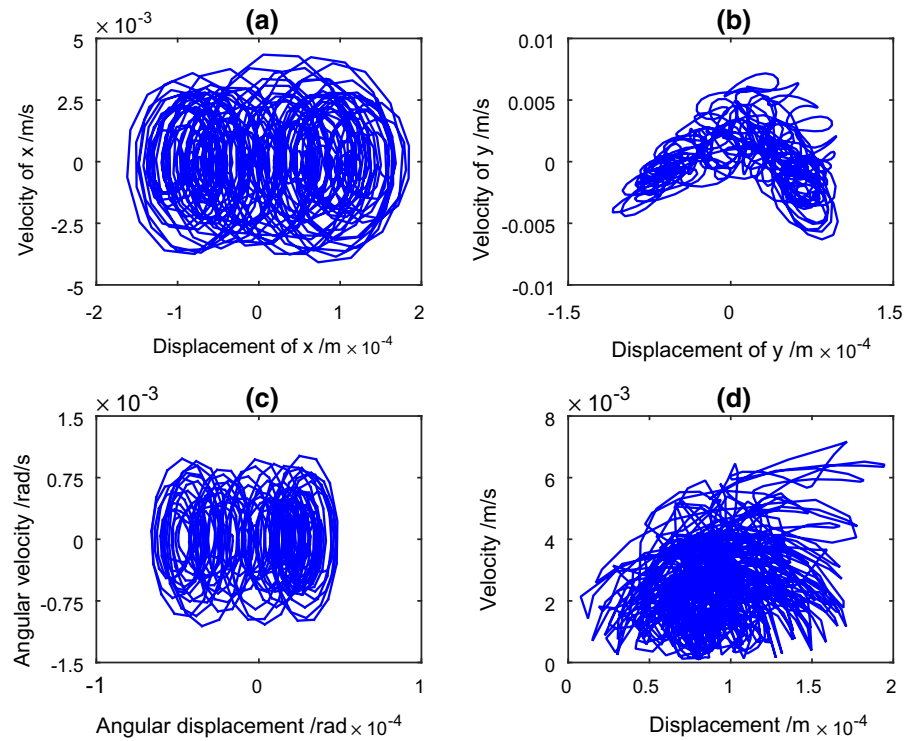 (a)
× 10⁻³
5
2.5
0
-2.5
-5
-2 -1 0 1 2
Velocity of x /m/s
Displacement of x /m × 10⁻⁴
(b)
0.01
0.005
0
-0.005
-0.01
-1.5 0 1.5
Velocity of y /m/s
Displacement of y /m × 10⁻⁴
(c)
× 10⁻³
1.5
0.75
0
-0.75
-1.5
-1 0 1
Angular velocity /rad/s
Angular displacement /rad × 10⁻⁴
(d)
× 10⁻³
8
6
4
2
0
0 0.5 1 1.5 2
Velocity /m/s
Displacement /m × 10⁻⁴